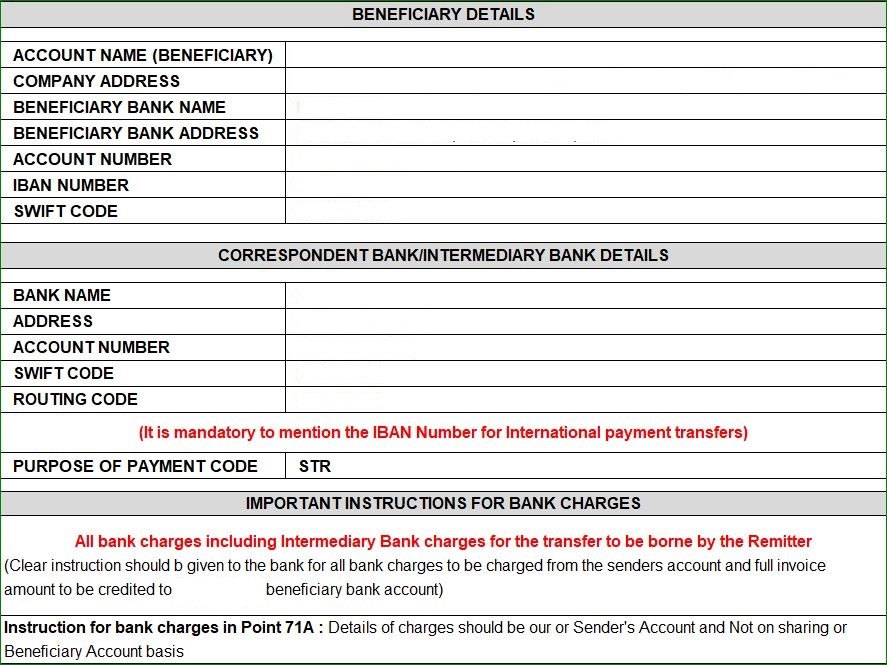 BENEFICIARY DETAILS
ACCOUNT NAME (BENEFICIARY)
COMPANY ADDRESS
BENEFICIARY BANK NAME
BENEFICIARY BANK ADDRESS
ACCOUNT NUMBER
IBAN NUMBER
SWIFT CODE
CORRESPONDENT BANK/INTERMEDIARY BANK DETAILS
BANK NAME
ADDRESS
ACCOUNT NUMBER
SWIFT CODE
ROUTING CODE
(It is mandatory to mention the IBAN Number for International payment transfers)
PURPOSE OF PAYMENT CODE STR
IMPORTANT INSTRUCTIONS FOR BANK CHARGES
All bank charges including Intermediary Bank charges for the transfer to be borne by the Remitter
(Clear instruction should b given to the bank for all bank charges to be charged from the senders account and full invoice
amount to be credited to beneficiary bank account)
Instruction for bank charges in Point 71A : Details of charges should be our or Sender's Account and Not on sharing or
Beneficiary Account basis